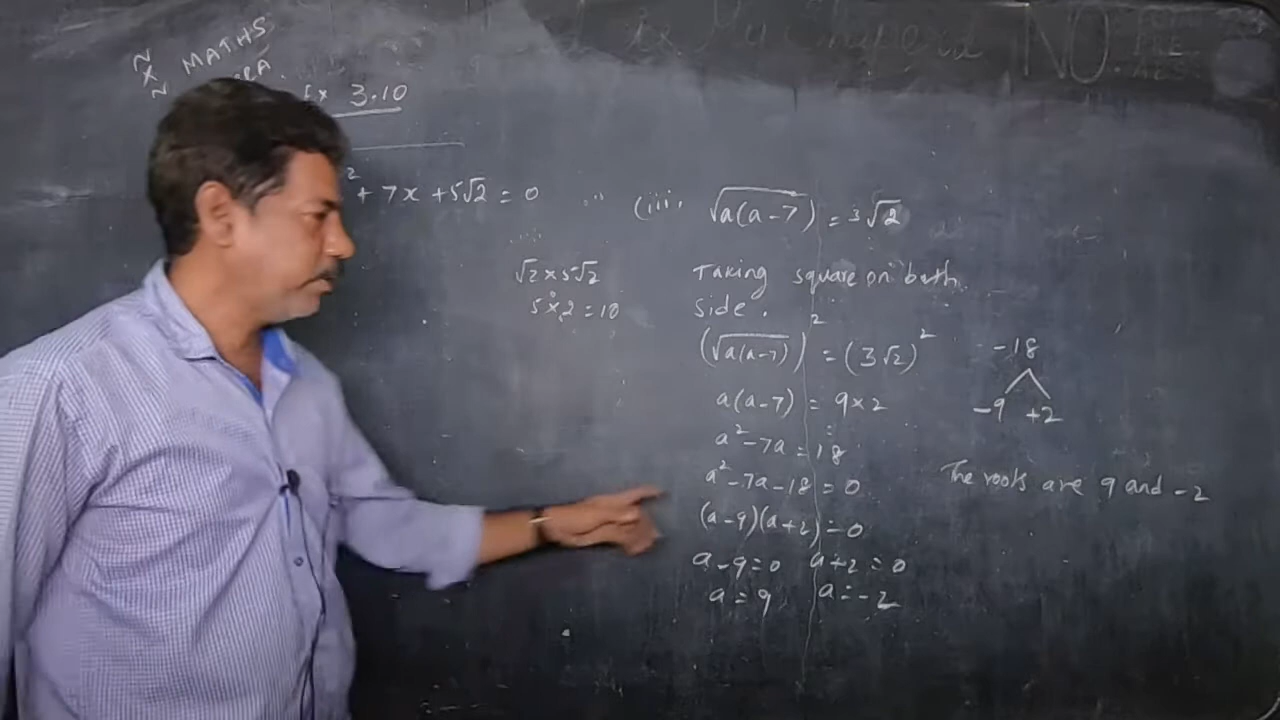 MATHS
Ex 3.10
² + 7x + 5√2 = 0
√2 × 5√2
5 × 2 = 10
(iii) √a(a-7) = 3√2
Taking square on both
side.
(√a(a-7))² = (3√2)²
a(a-7) = 9×2
a² - 7a = 18
a² - 7a - 18 = 0
(a-9)(a+2) = 0
a-9=0 a+2=0
a = 9 a = -2
-18
-9 +2
The roots are 9 and -2
NO.